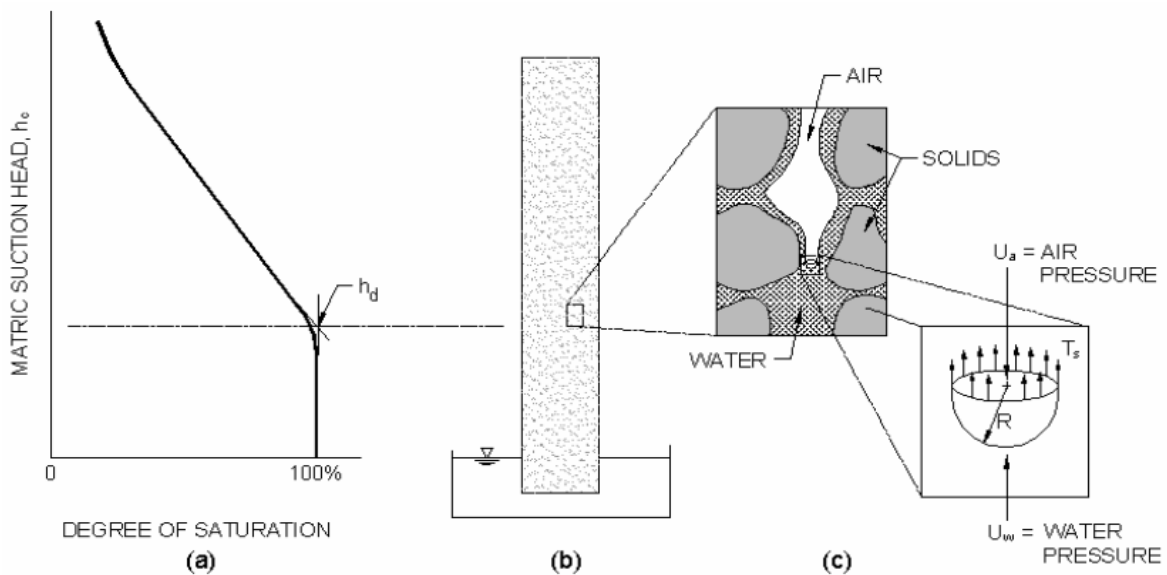 MATRIC SUCTION HEAD, hc
hd
0
100%
DEGREE OF SATURATION
(a)
(b)
AIR
SOLIDS
WATER
Ua = AIR
PRESSURE
Ts
R
Uw = WATER
PRESSURE
(c)